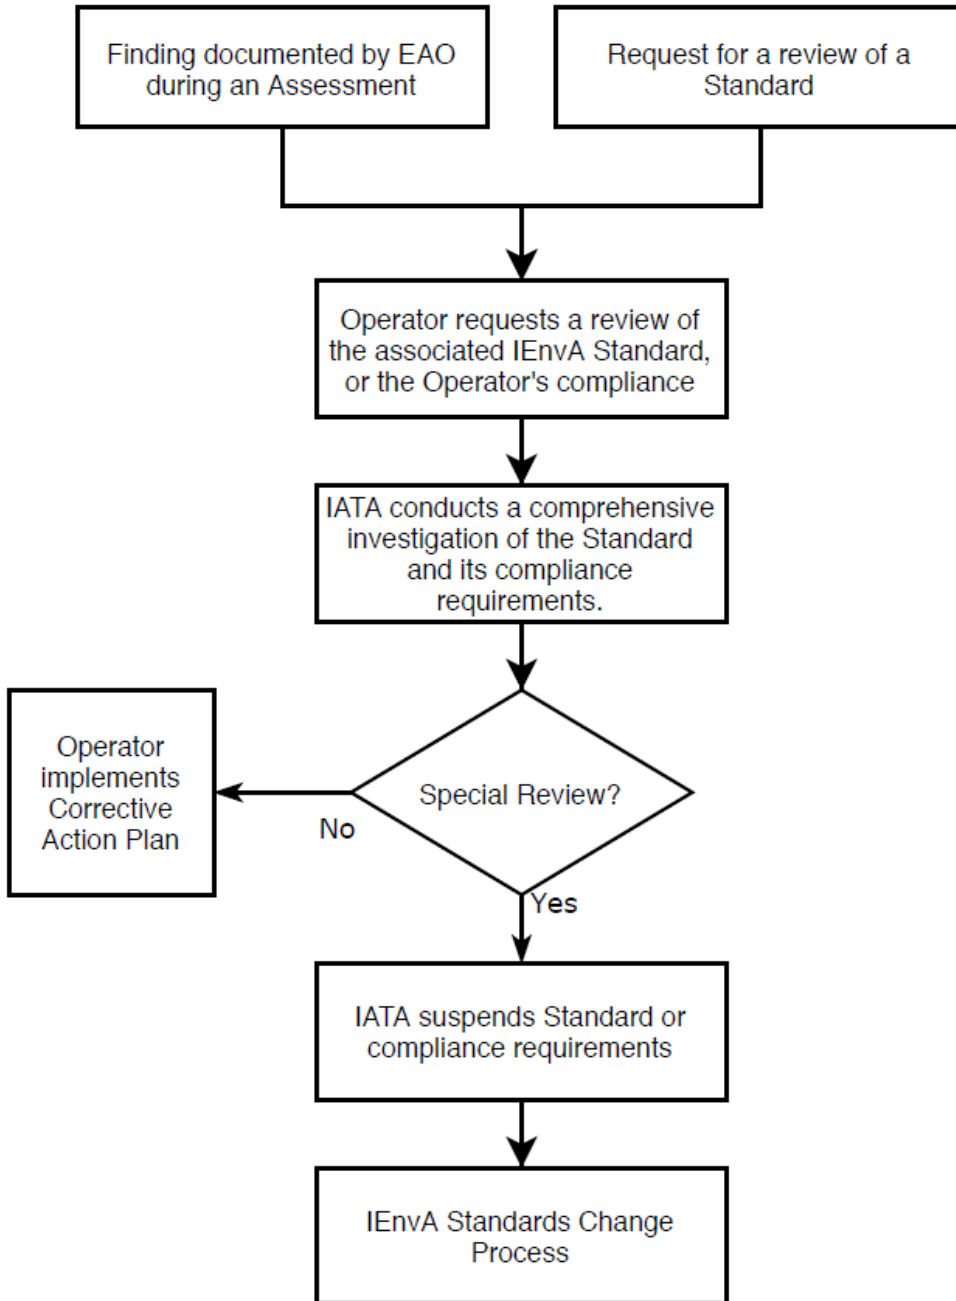 Finding documented by EAO
during an Assessment
Request for a review of a
Standard
Operator requests a review of
the associated IEnvA Standard,
or the Operator's compliance
IATA conducts a comprehensive
investigation of the Standard
and its compliance
requirements.
Special Review?
No
Operator
implements
Corrective
Action Plan
Yes
IATA suspends Standard or
compliance requirements
IEnvA Standards Change
Process